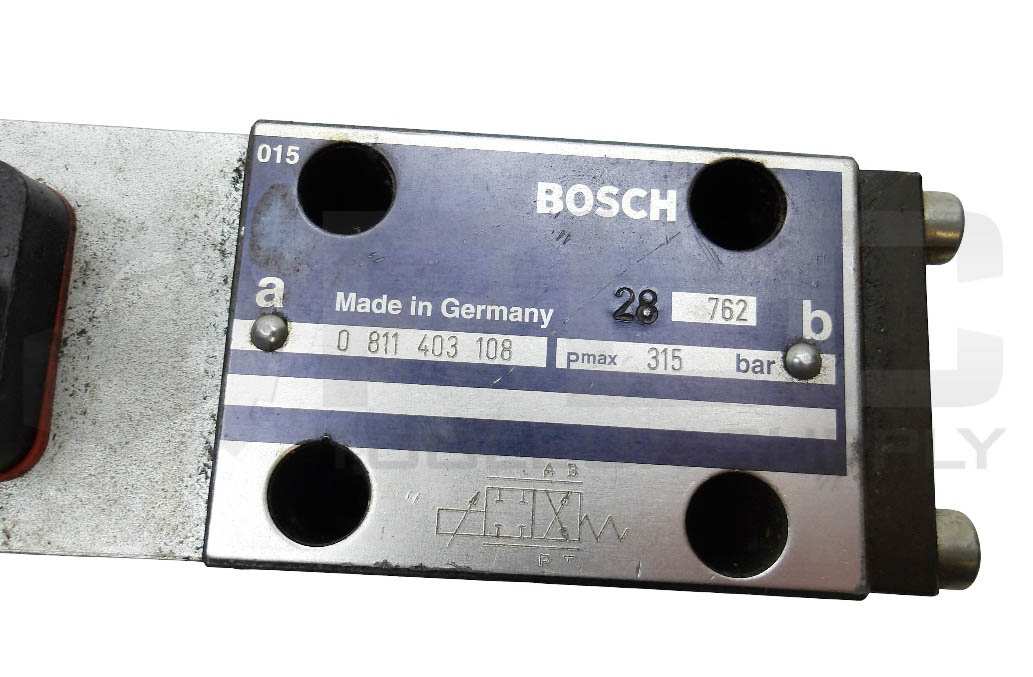 015
BOSCH
a
Made in Germany
28 762
b
0 811 403 108
Pmax 315 bar
A B
P T